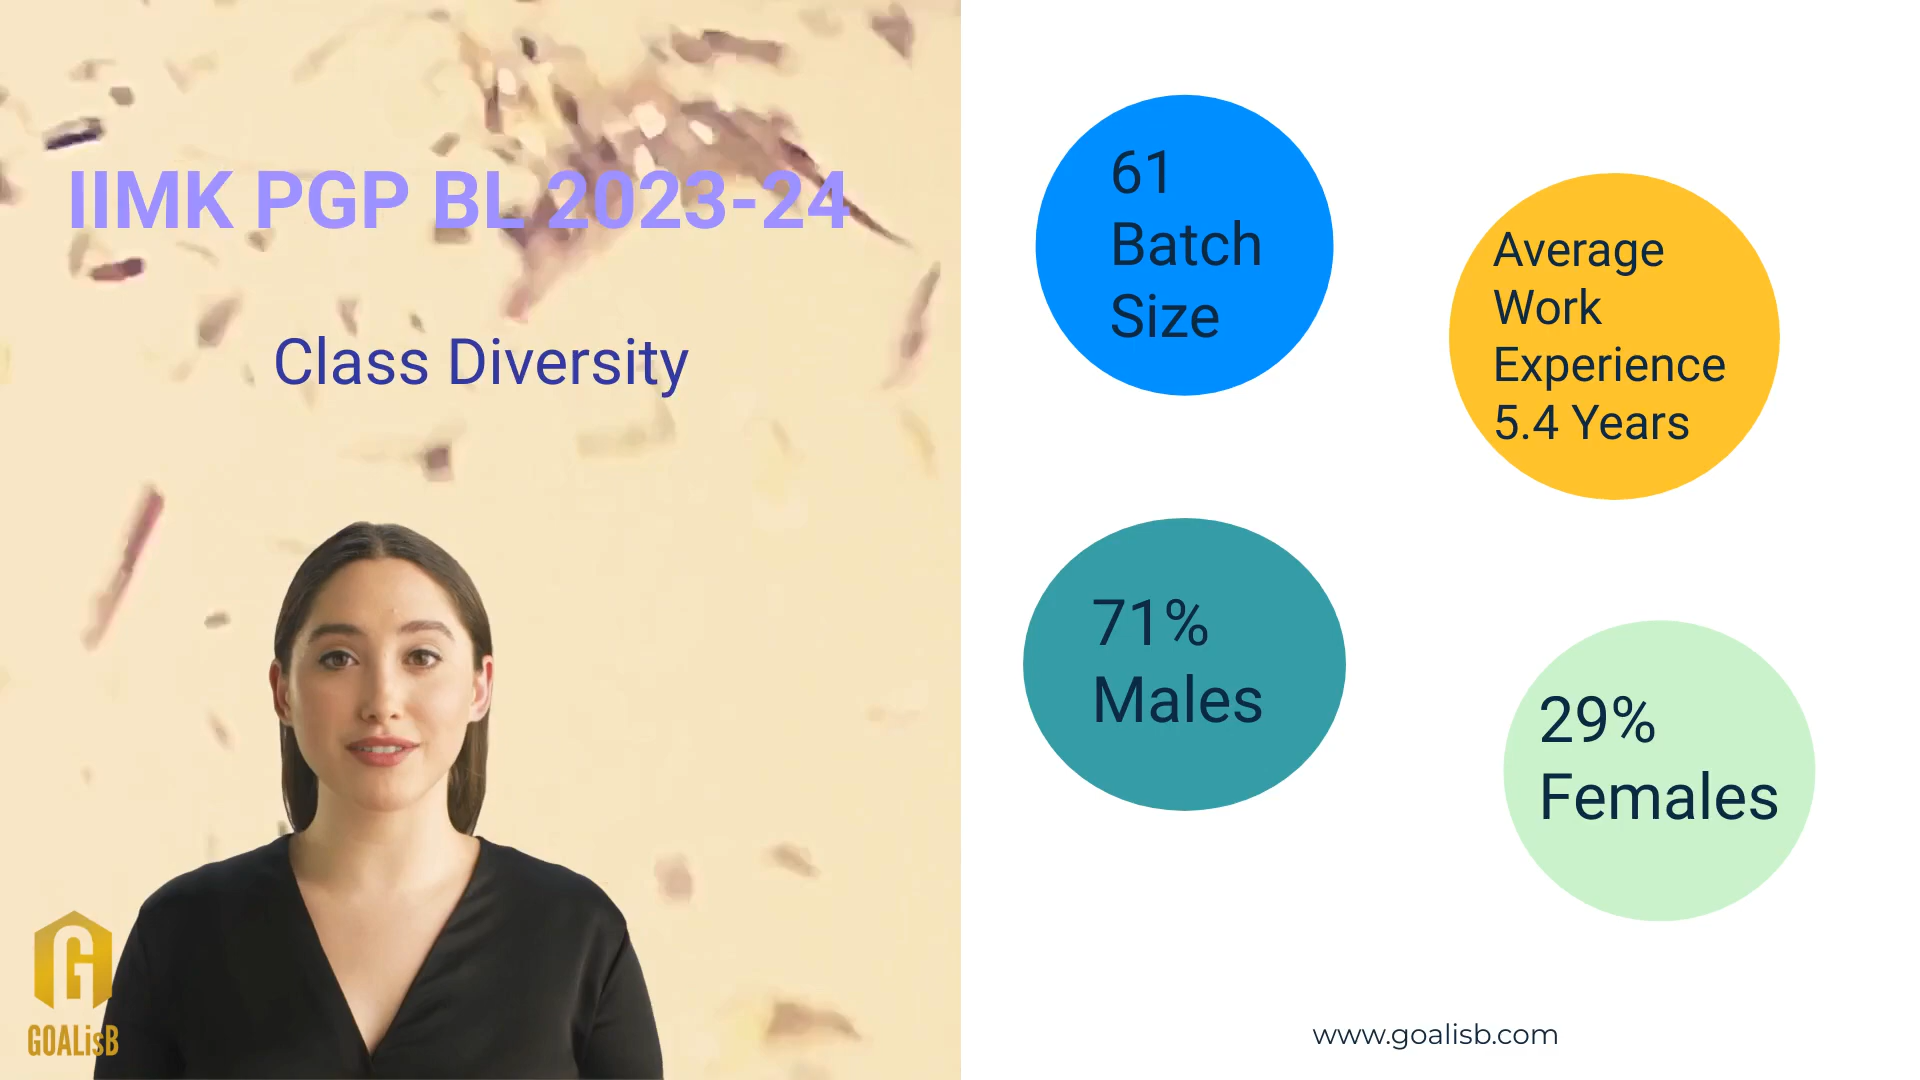 IIMK PGP BL 2023-24
Class Diversity
GOALisB
61
Batch
Size
Average
Work
Experience
5.4 Years
71%
Males
29%
Females
www.goalisb.com